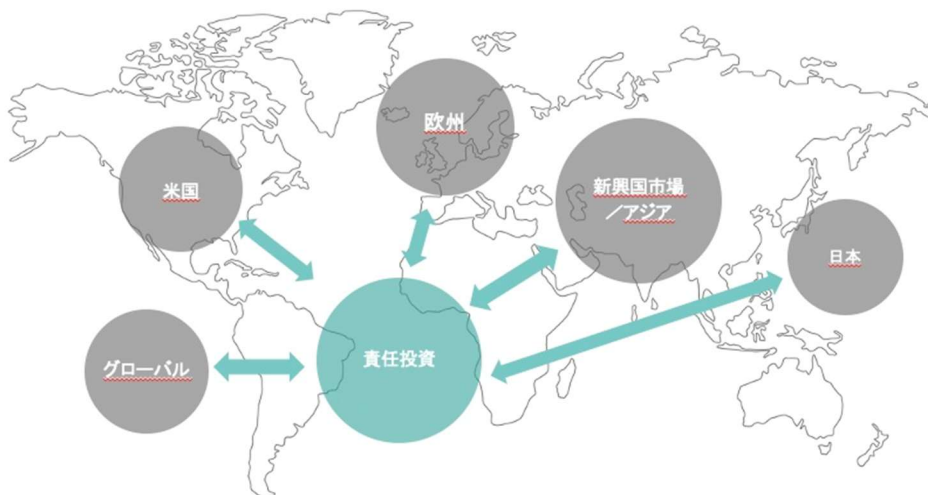 欧州
米国
新興国市場
／アジア
日本
グローバル
責任投資